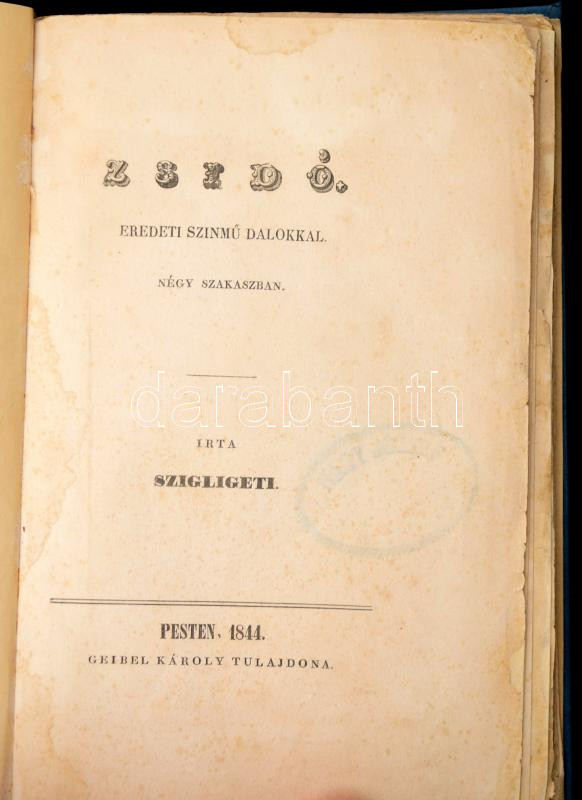 ZSIDÓ.
EREDETI SZINMŰ DALOKKAL.
NÉGY SZAKASZBAN.
darabanth
IRTA
SZIGLIGETI.
PESTEN, 1844.
GEIBEL KÁROLY TULAJDONA.